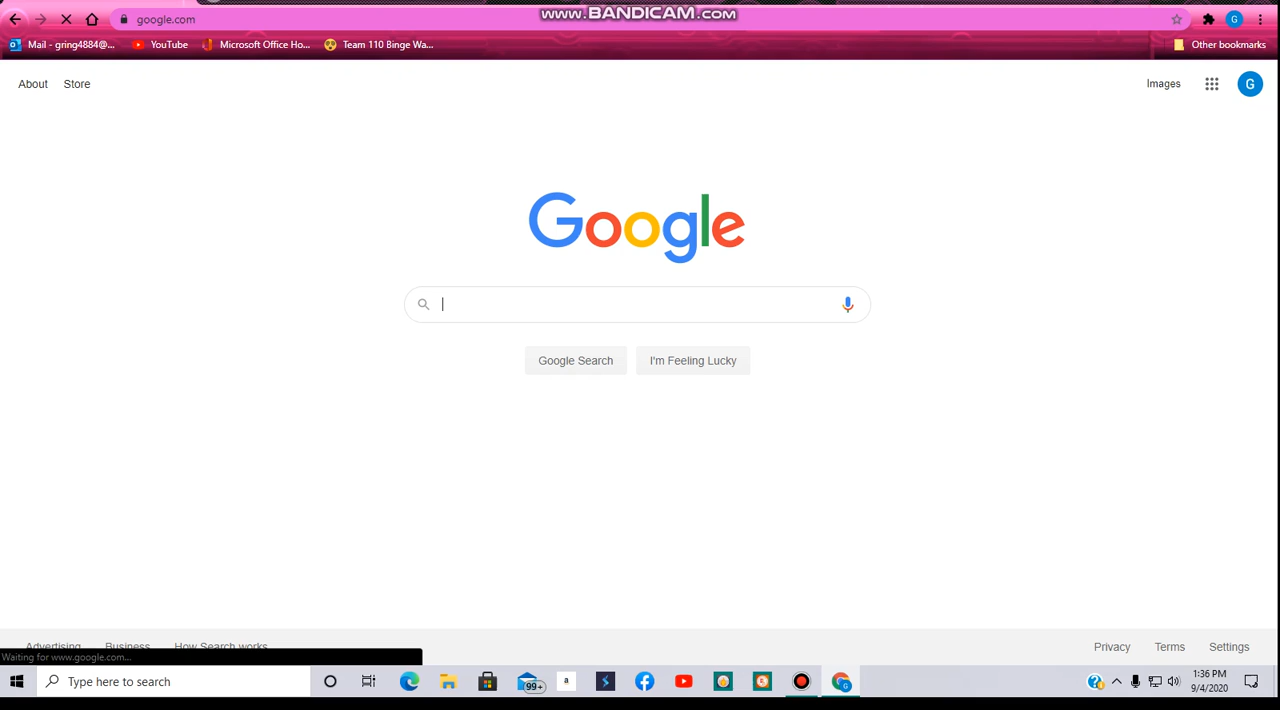 www.BANDICAM.com
google.com
Mail - gring4884@... YouTube Microsoft Office Ho... Team 110 Binge Wa... Other bookmarks
About Store Images G
Google
Google Search I'm Feeling Lucky
Advertising Business How Search works Privacy Terms Settings
Waiting for www.google.com...
Type here to search 99+ a 1:36 PM
9/4/2020